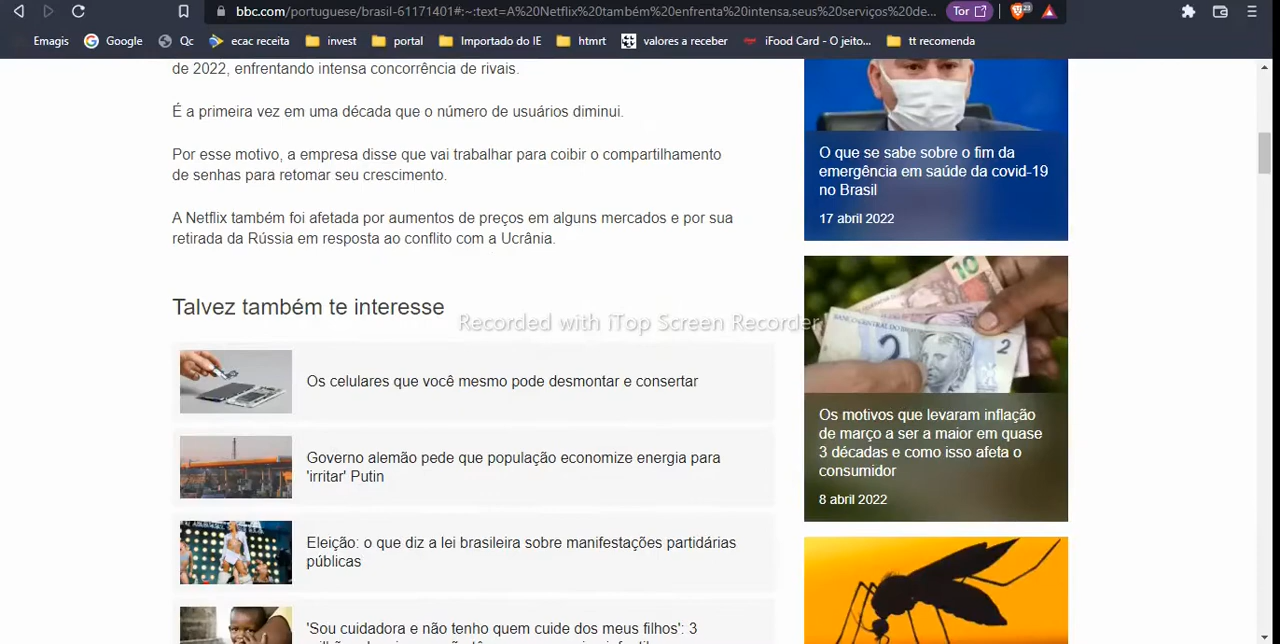 bbc.com/portuguese/brasil-61171401#:~:text=A%20Netflix%20também%20enfrenta%20intensa,seus%20serviços%20de...
Tor
23
Emagis
Google
Qc
ecac receita
invest
portal
Importado do IE
htmrt
valores a receber
iFood Card - O jeito...
tt recomenda
de 2022, enfrentando intensa concorrência de rivais.
É a primeira vez em uma década que o número de usuários diminui.
Por esse motivo, a empresa disse que vai trabalhar para coibir o compartilhamento
de senhas para retomar seu crescimento.
A Netflix também foi afetada por aumentos de preços em alguns mercados e por sua
retirada da Rússia em resposta ao conflito com a Ucrânia.
Talvez também te interesse
Recorded with iTop Screen Recorder
Os celulares que você mesmo pode desmontar e consertar
Governo alemão pede que população economize energia para
'irritar' Putin
Eleição: o que diz a lei brasileira sobre manifestações partidárias
públicas
'Sou cuidadora e não tenho quem cuide dos meus filhos': 3
O que se sabe sobre o fim da
emergência em saúde da covid-19
no Brasil
17 abril 2022
10
BANCO CENTRAL DO BRASIL
2
2
Os motivos que levaram inflação
de março a ser a maior em quase
3 décadas e como isso afeta o
consumidor
8 abril 2022